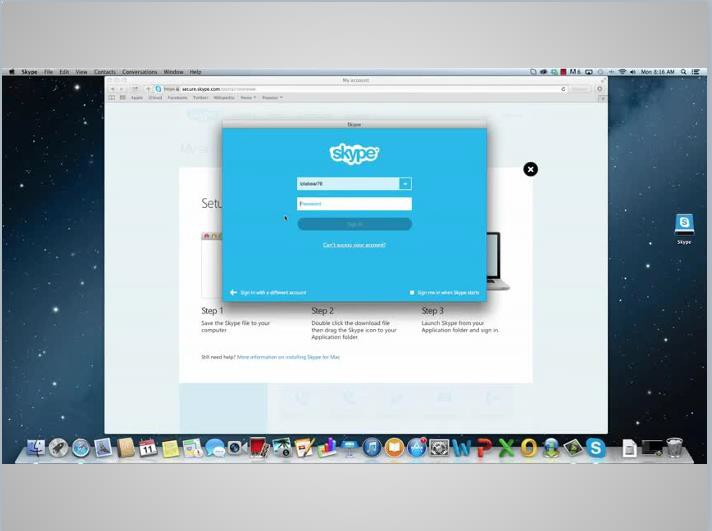 Skype File Edit View Contacts Conversations Window Help
Mon 8:16 AM
My account
secure.skype.com
Apple iCloud Facebook Twitter Wikipedia News Popular
Skype
skype
Password
Sign in
Can't access your account?
Sign in with a different account
Sign me in when Skype starts
Skype
Setu
Step 1
Save the Skype file to your
computer.
Step 2
Double click the download file
then drag the Skype icon to your
Application folder.
Step 3
Launch Skype from your
Application folder and sign in.
Still need help? More information on installing Skype for Mac